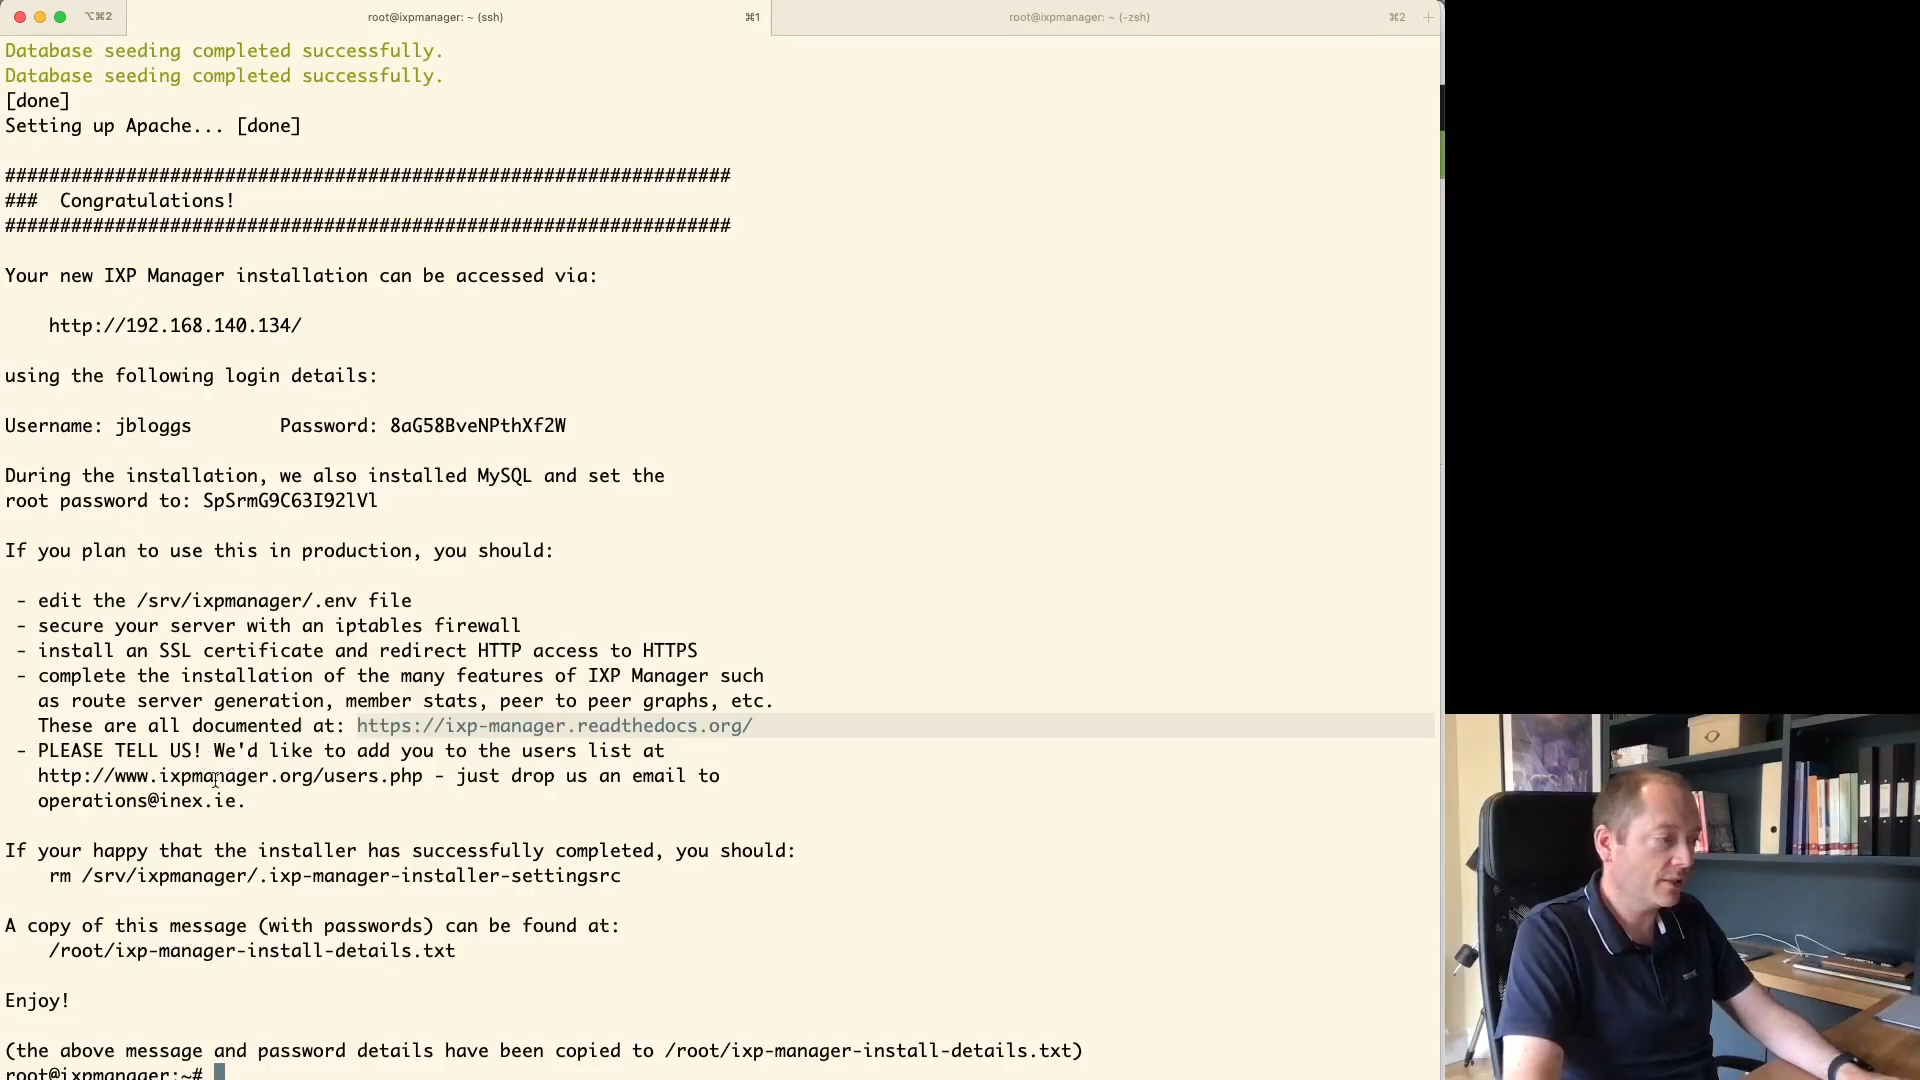 ⌥⌘2
root@ixpmanager: ~ (ssh)
⌘1
root@ixpmanager: ~ (-zsh)
⌘2
Database seeding completed successfully.
Database seeding completed successfully.
[done]
Setting up Apache... [done]
##################################################################
###  Congratulations!
##################################################################
Your new IXP Manager installation can be accessed via:
http://192.168.140.134/
using the following login details:
Username: jbloggs        Password: 8aG58BveNPthXf2W
During the installation, we also installed MySQL and set the
root password to: SpSrmG9C63I92lVl
If you plan to use this in production, you should:
- edit the /srv/ixpmanager/.env file
- secure your server with an iptables firewall
- install an SSL certificate and redirect HTTP access to HTTPS
- complete the installation of the many features of IXP Manager such
as route server generation, member stats, peer to peer graphs, etc.
These are all documented at: https://ixp-manager.readthedocs.org/
- PLEASE TELL US! We'd like to add you to the users list at
http://www.ixpmanager.org/users.php - just drop us an email to
operations@inex.ie.
If your happy that the installer has successfully completed, you should:
rm /srv/ixpmanager/.ixp-manager-installer-settingsrc
A copy of this message (with passwords) can be found at:
/root/ixp-manager-install-details.txt
Enjoy!
(the above message and password details have been copied to /root/ixp-manager-install-details.txt)
root@ixpmanager:~#